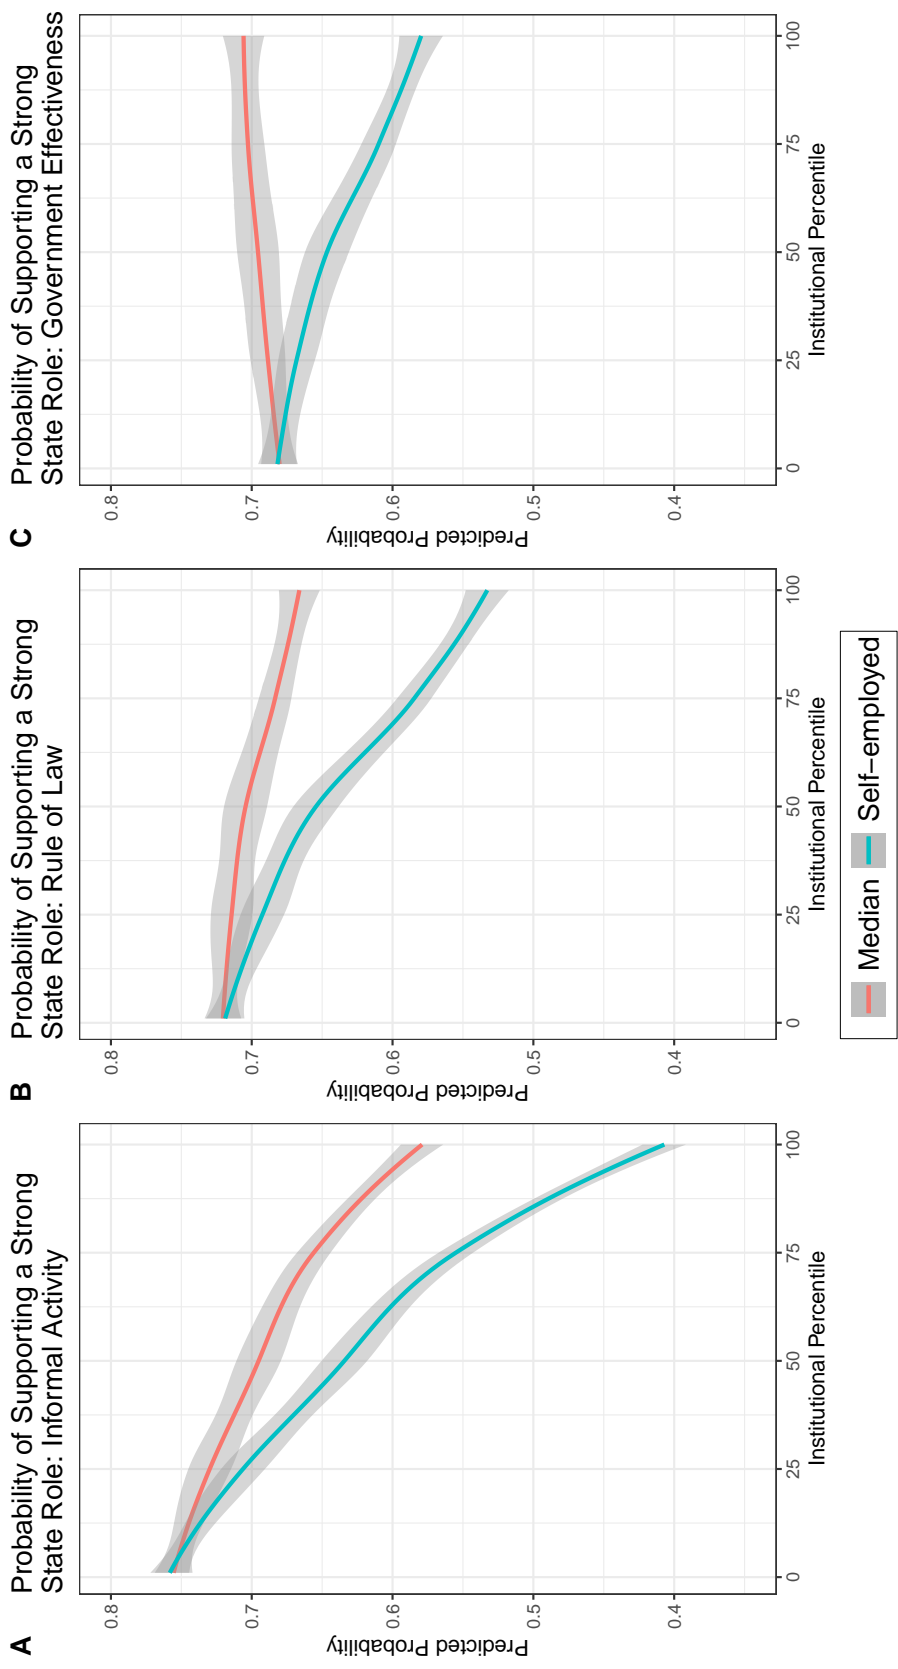 A
Probability of Supporting a Strong
State Role: Informal Activity
Predicted Probability
0.8
0.7
0.6
0.5
0.4
0
25
50
75
100
Institutional Percentile
B
Probability of Supporting a Strong
State Role: Rule of Law
Predicted Probability
0.8
0.7
0.6
0.5
0.4
0
25
50
75
100
Institutional Percentile
C
Probability of Supporting a Strong
State Role: Government Effectiveness
Predicted Probability
0.8
0.7
0.6
0.5
0.4
0
25
50
75
100
Institutional Percentile
Median Self−employed